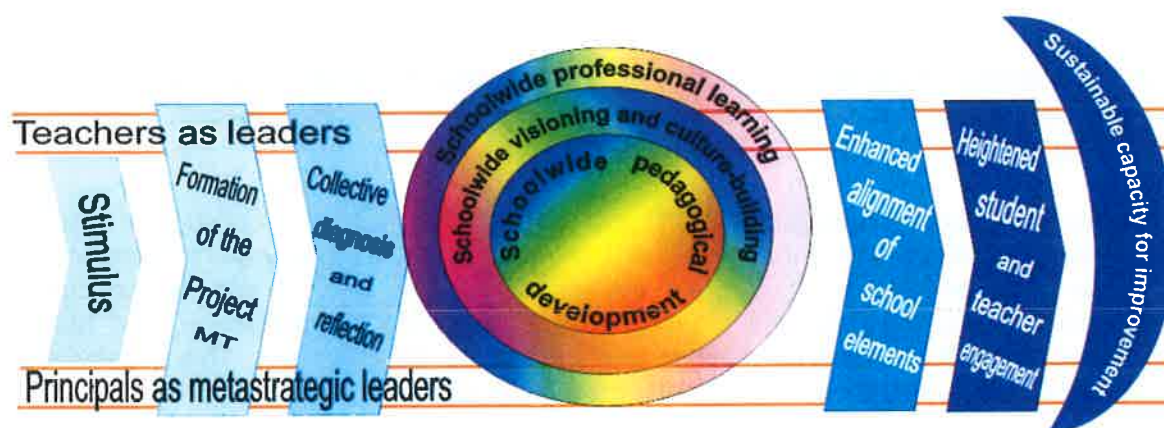 Teachers as leaders
Stimulus
Formation
of the
Project
MT
Collective
diagnosis
and
reflection
Schoolwide professional learning
Schoolwide visioning and culture-building
Schoolwide pedagogical
development
Enhanced
alignment
of
school
elements
Heightened
student
and
teacher
engagement
Sustainable capacity for improvement
Principals as metastrategic leaders